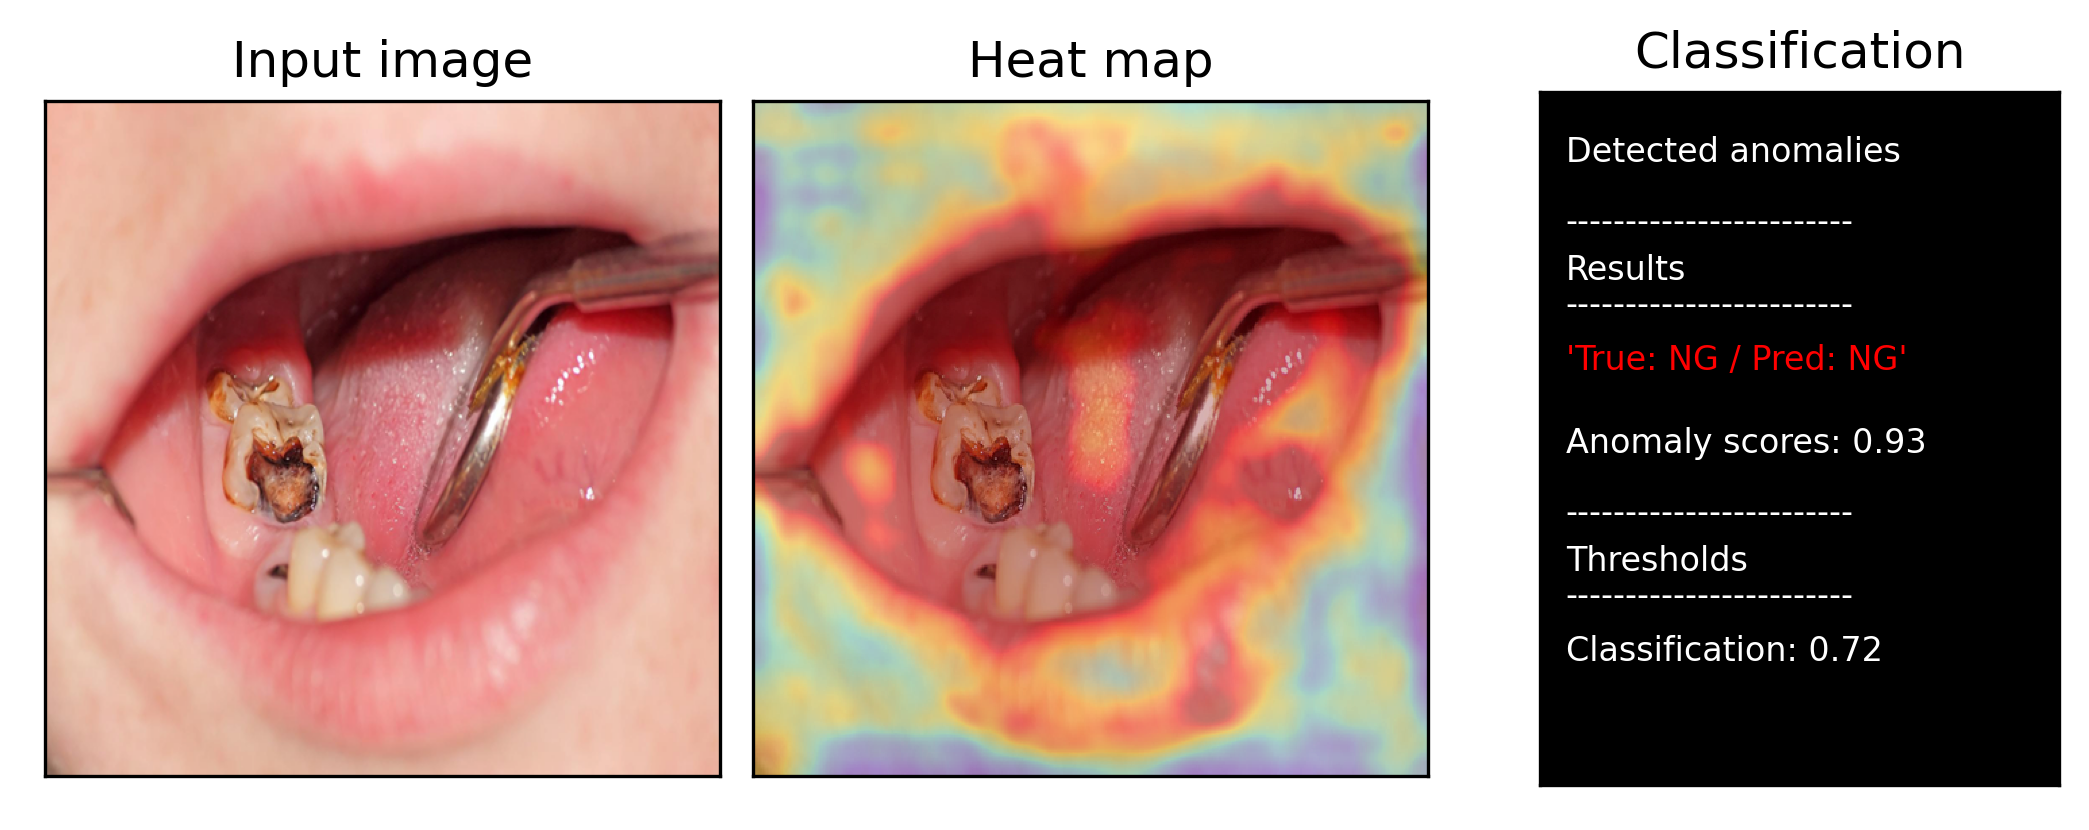 Input image
Heat map
Classification
Detected anomalies
------------------------
Results
------------------------
'True: NG / Pred: NG'
Anomaly scores: 0.93
------------------------
Thresholds
------------------------
Classification: 0.72